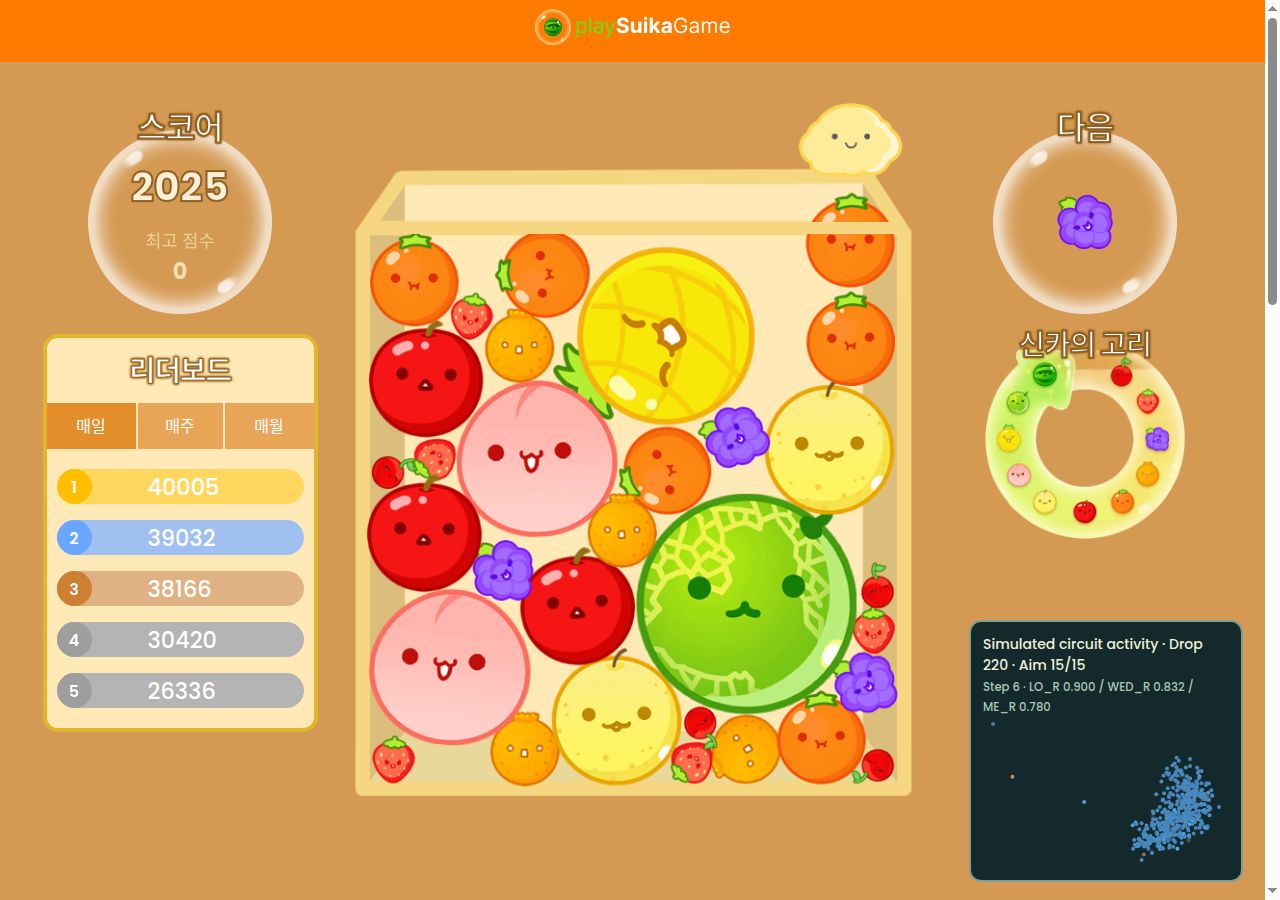 playSuikaGame
스코어
2025
최고 점수
0
다음
신카의 고리
리더보드
매일 매주 매월
1 40005
2 39032
3 38166
4 30420
5 26336
Simulated circuit activity · Drop
220 · Aim 15/15
Step 6 · LO_R 0.900 / WED_R 0.832 /
ME_R 0.780